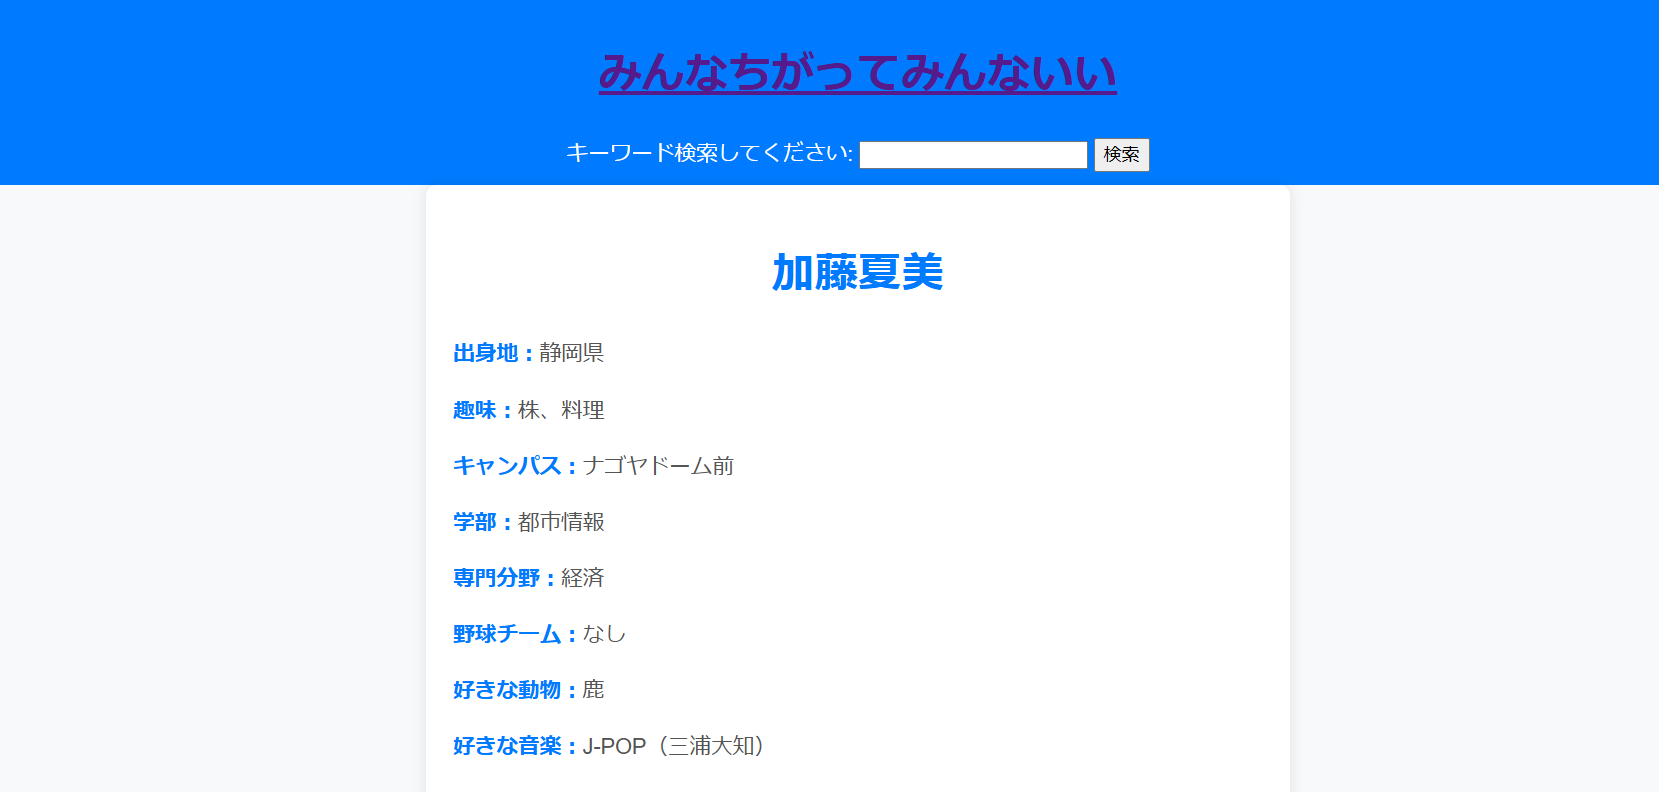 みんなちがってみんないい
キーワード検索してください: 検索
加藤夏美
出身地：静岡県
趣味：株、料理
キャンパス：ナゴヤドーム前
学部：都市情報
専門分野：経済
野球チーム：なし
好きな動物：鹿
好きな音楽：J-POP（三浦大知）